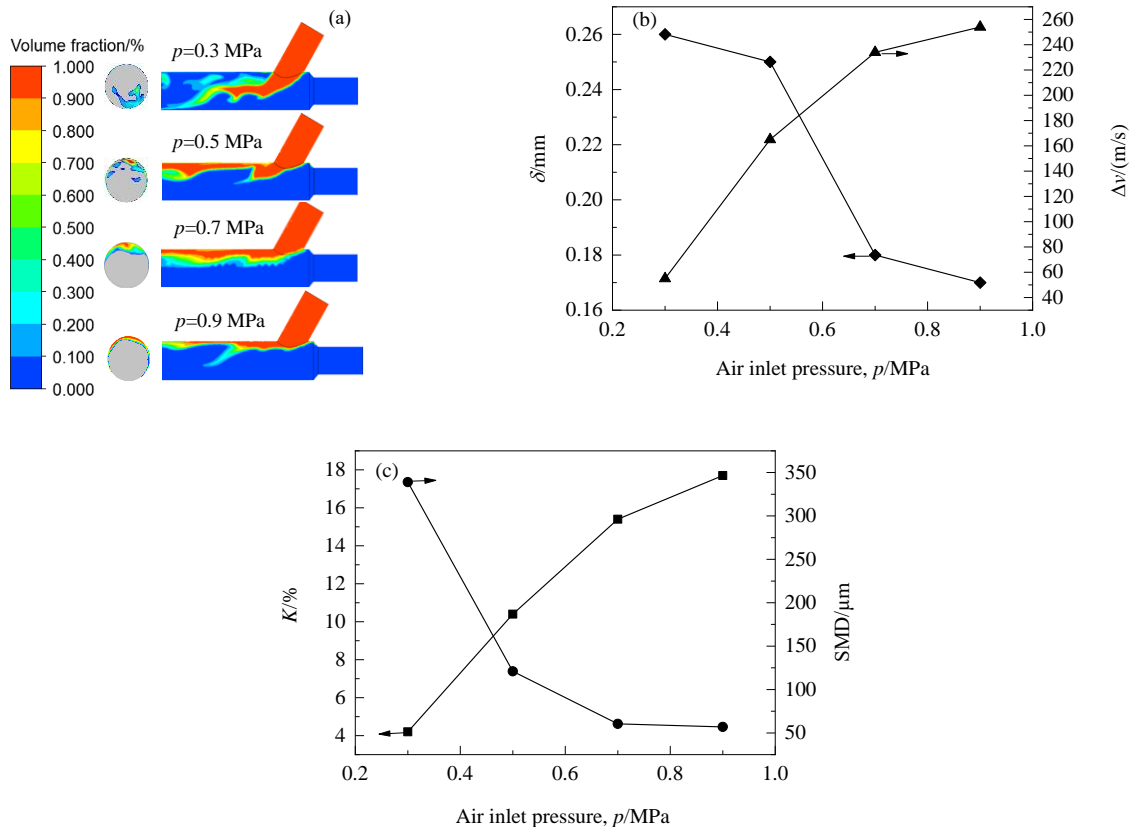 (a)
Volume fraction/%
1.000
0.900
0.800
0.700
0.600
0.500
0.400
0.300
0.200
0.100
0.000
p=0.3 MPa
p=0.5 MPa
p=0.7 MPa
p=0.9 MPa
(b)
δ/mm
0.26
0.24
0.22
0.20
0.18
0.16
0.2 0.4 0.6 0.8 1.0
Air inlet pressure, p/MPa
260
240
220
200
180
160
140
120
100
80
60
40
Δv/(m/s)
(c)
K/%
18
16
14
12
10
8
6
4
0.2 0.4 0.6 0.8 1.0
Air inlet pressure, p/MPa
350
300
250
200
150
100
50
SMD/μm